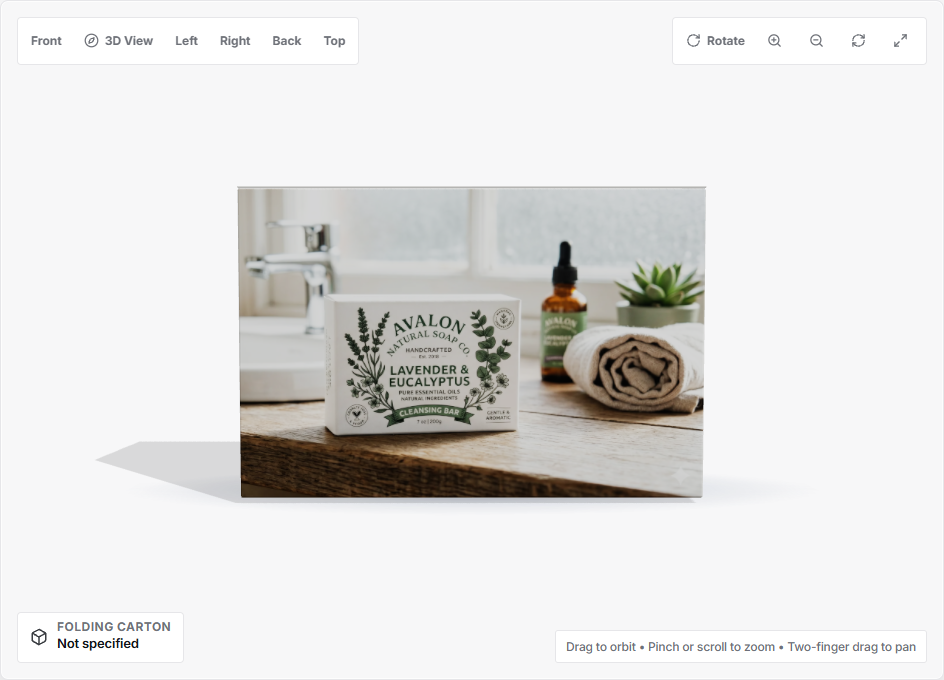 Front
3D View
Left
Right
Back
Top
Rotate
AVALON
NATURAL SOAP CO.
HANDCRAFTED
LAVENDER &
EUCALYPTUS
PURE ESSENTIAL OILS
NATURAL INGREDIENTS
CLEANSING BAR
GENTLE &
AROMATIC
AVALON
FOLDING CARTON
Not specified
Drag to orbit • Pinch or scroll to zoom • Two-finger drag to pan